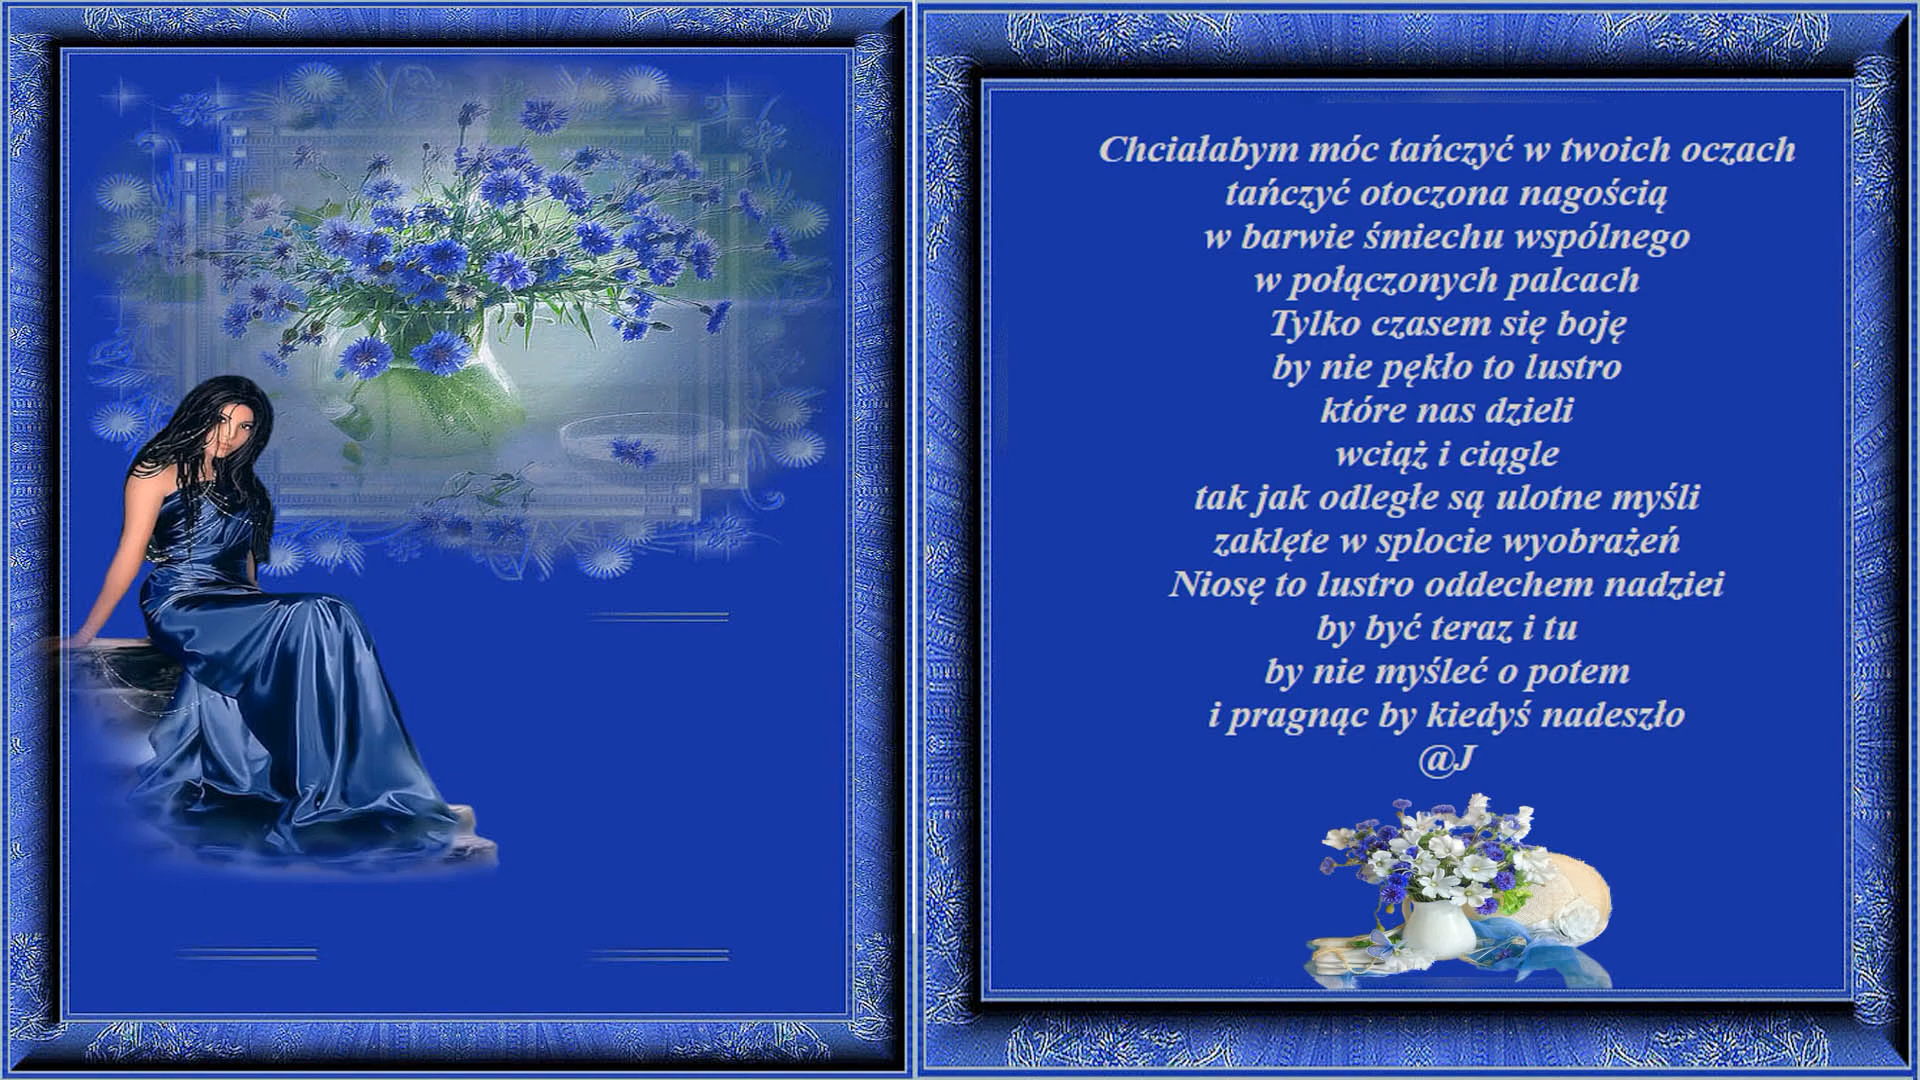 Chciałabym móc tańczyć w twoich oczach
tańczyć otoczona nagością
w barwie śmiechu wspólnego
w połączonych palcach
Tylko czasem się boję
by nie pękło to lustro
które nas dzieli
wciąż i ciągle
tak jak odległe są ulotne myśli
zaklęte w splocie wyobrażeń
Niosę to lustro oddechem nadziei
by być teraz i tu
by nie myśleć o potem
i pragnąc by kiedyś nadeszło
@J